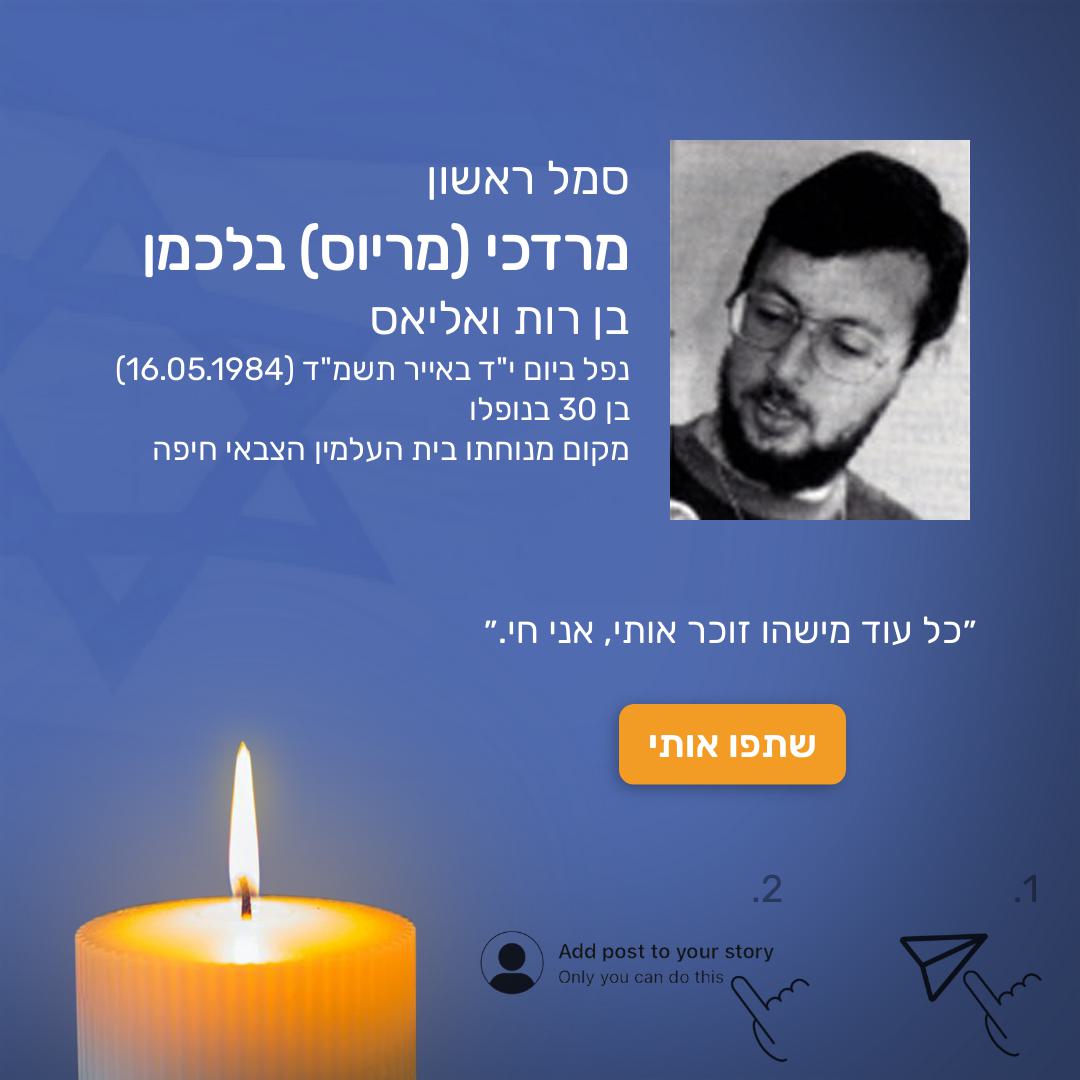 סמל ראשון
מרדכי (מריוס) בלכמן
בן רות ואליאס
נפל ביום י"ד באייר תשמ"ד (16.05.1984)
בן 30 בנופלו
מקום מנוחתו בית העלמין הצבאי חיפה
״כל עוד מישהו זוכר אותי, אני חי.״
שתפו אותי
1.
2.
Add post to your story
Only you can do this